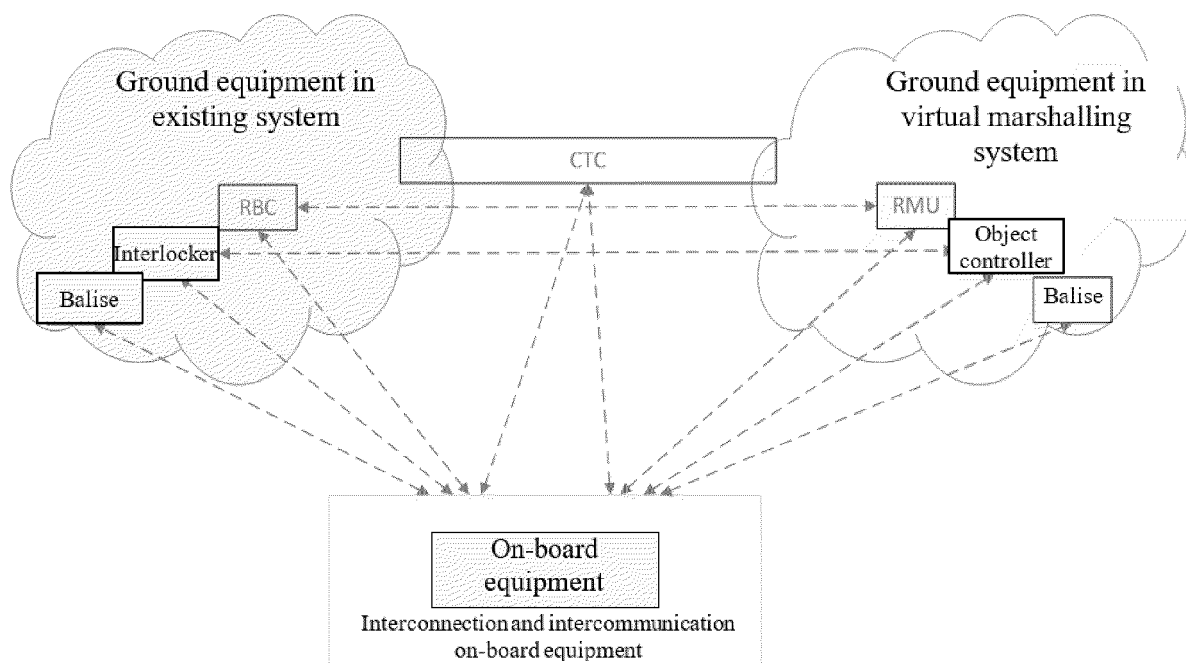 Ground equipment in
existing system
Ground equipment in
virtual marshalling
system
CTC
RBC
RMU
Interlocker
Object
controller
Balise
Balise
On-board
equipment
Interconnection and intercommunication
on-board equipment